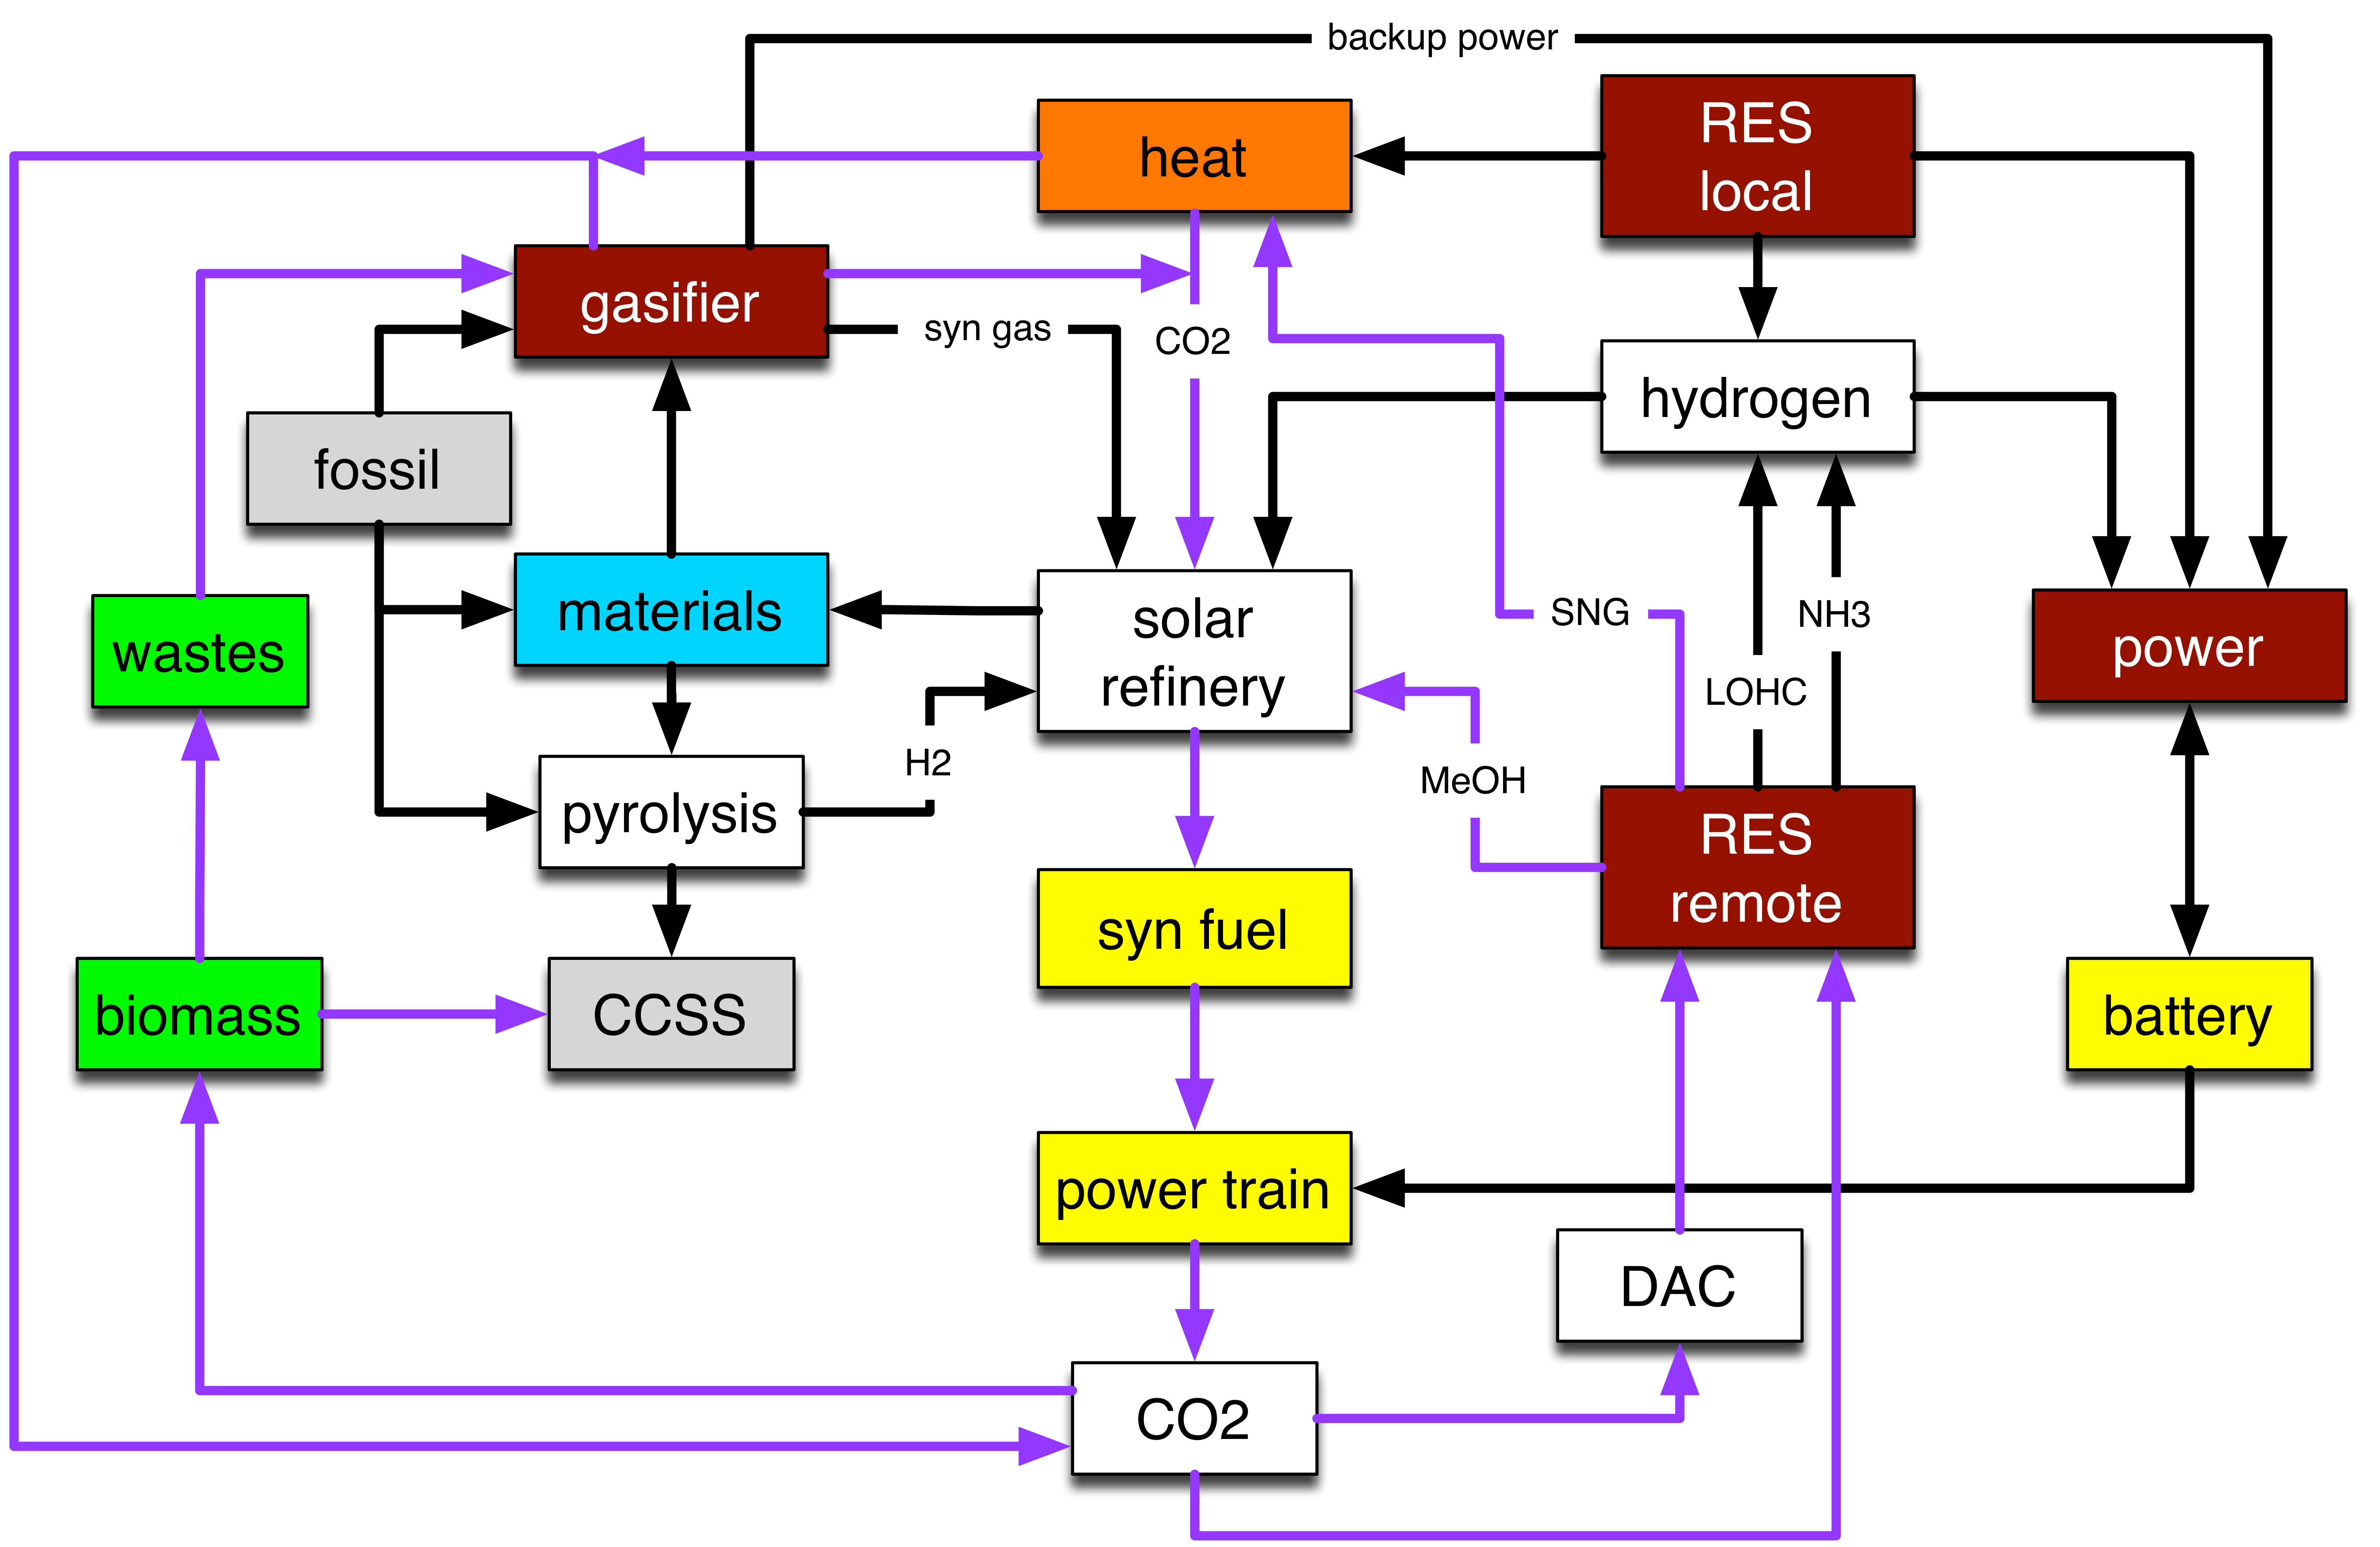 backup power
RES
local
heat
gasifier
syn gas
CO2
hydrogen
fossil
materials
solar
refinery
SNG
NH3
wastes
power
LOHC
H2
MeOH
pyrolysis
RES
remote
syn fuel
biomass
CCSS
battery
power train
DAC
CO2